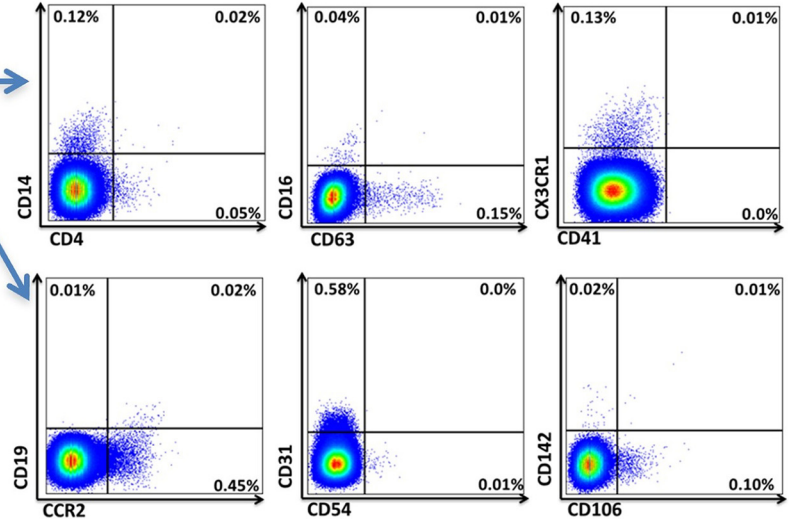 0.12% 0.02%
CD14
0.05%
CD4
0.04% 0.01%
CD16
0.15%
CD63
0.13% 0.01%
CX3CR1
0.0%
CD41
0.01% 0.02%
CD19
0.45%
CCR2
0.58% 0.0%
CD31
0.01%
CD54
0.02% 0.01%
CD142
0.10%
CD106